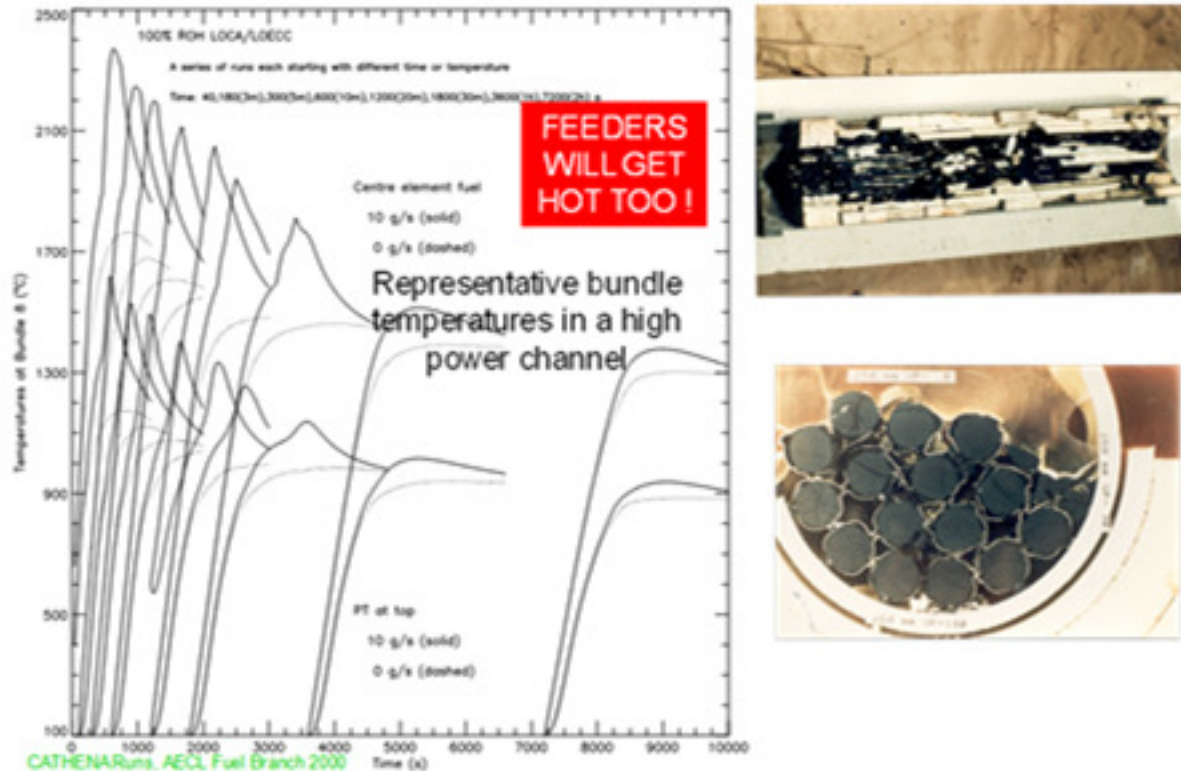 100% ROH LOCA/LOECC
A series of runs each starting with different time or temperature
Time: 40,180(3m),300(5m),600(10m),1200(20m),1800(30m),3600(1h),7200(2h) s
FEEDERS
WILL GET
HOT TOO !
Centre element fuel
10 g/s (solid)
0 g/s (dashed)
Representative bundle
temperatures in a high
power channel
PT at top
10 g/s (solid)
0 g/s (dashed)
Temperatures at Bundle 8 (°C)
2500
2100
1700
1300
900
500
100
0 1000 2000 3000 4000 5000 6000 7000 8000 9000 10000
Time (s)
CATHENA Runs, AECL Fuel Branch 2000